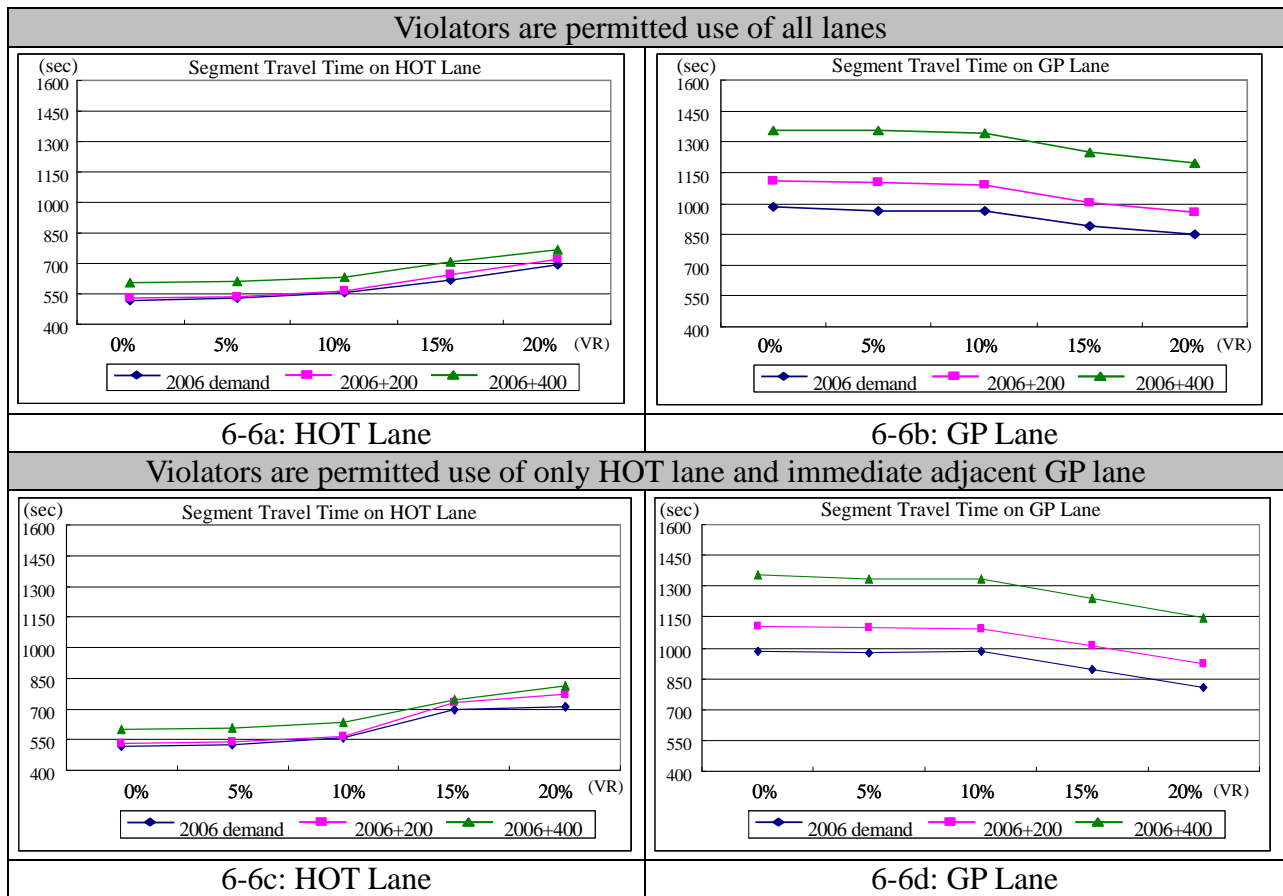 Violators are permitted use of all lanes
(sec)
Segment Travel Time on HOT Lane
1600
1450
1300
1150
1000
850
700
550
400
0% 5% 10% 15% 20% (VR)
2006 demand 2006+200 2006+400
(sec)
Segment Travel Time on GP Lane
1600
1450
1300
1150
1000
850
700
550
400
0% 5% 10% 15% 20% (VR)
2006 demand 2006+200 2006+400
6-6a: HOT Lane
6-6b: GP Lane
Violators are permitted use of only HOT lane and immediate adjacent GP lane
(sec)
Segment Travel Time on HOT Lane
1600
1450
1300
1150
1000
850
700
550
400
0% 5% 10% 15% 20% (VR)
2006 demand 2006+200 2006+400
(sec)
Segment Travel Time on GP Lane
1600
1450
1300
1150
1000
850
700
550
400
0% 5% 10% 15% 20% (VR)
2006 demand 2006+200 2006+400
6-6c: HOT Lane
6-6d: GP Lane